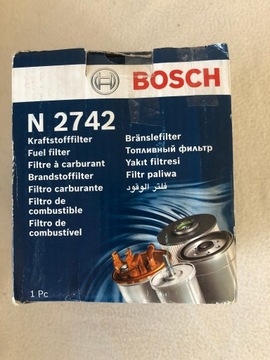 BOSCH
N 2742
Kraftstofffilter
Fuel filter
Filtre à carburant
Brandstoffilter
Filtro carburante
Filtro de
combustible
Filtro de
combustível
Bränslefilter
Топливный фильтр
Yakıt filtresi
Filtr paliwa
فلتر الوقود
1 Pc